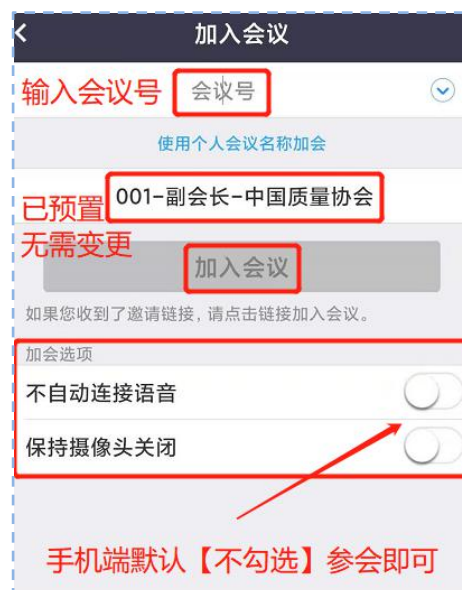 加入会议
输入会议号 会议号
使用个人会议名称加会
001-副会长-中国质量协会
已预置
无需变更
加入会议
如果您收到了邀请链接，请点击链接加入会议。
加会选项
不自动连接语音
保持摄像头关闭
手机端默认【不勾选】参会即可